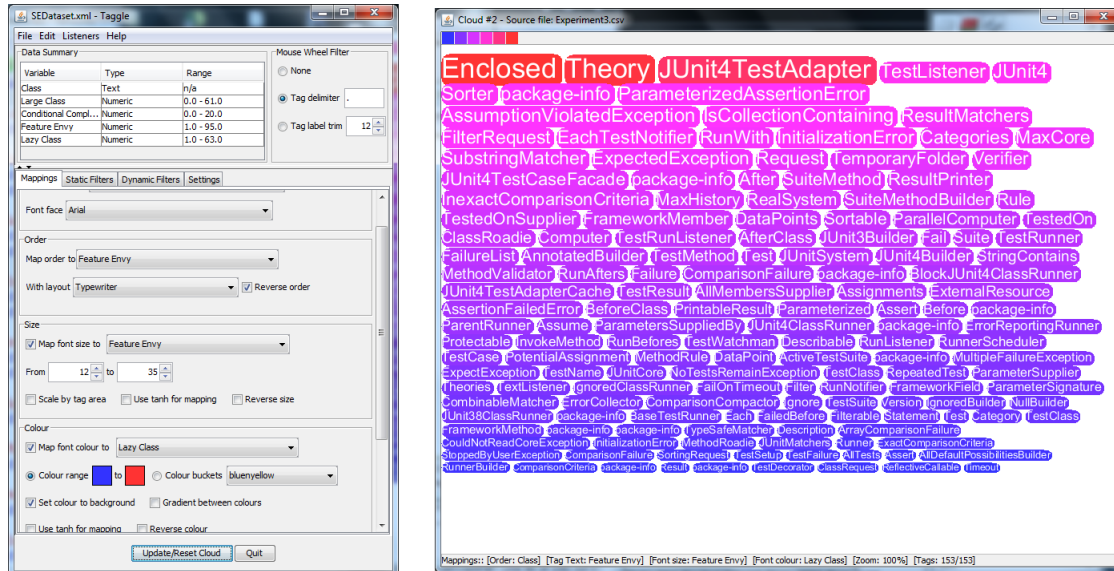 SEDataset.xml - Taggle
File Edit Listeners Help
Data Summary
Variable Type Range
Class Text n/a
Large Class Numeric 0.0 - 61.0
Conditional Compl... Numeric 0.0 - 20.0
Feature Envy Numeric 1.0 - 95.0
Lazy Class Numeric 1.0 - 63.0
Mouse Wheel Filter
None
Tag delimiter .
Tag label trim 12
Mappings Static Filters Dynamic Filters Settings
Font face Arial
Order
Map order to Feature Envy
With layout Typewriter Reverse order
Size
Map font size to Feature Envy
From 12 to 35
Scale by tag area Use tanh for mapping Reverse size
Colour
Map font colour to Lazy Class
Colour range to Colour buckets blueyellow
Set colour to background Gradient between colours
Use tanh for mapping Reverse colour
Update/Reset Cloud Quit
Cloud #2 - Source file: Experiment3.csv
Enclosed Theory JUnit4TestAdapter TestListener JUnit4
Sorter package-info ParameterizedAssertionError
AssumptionViolatedException IsCollectionContaining ResultMatchers
FilterRequest EachTestNotifier RunWith InitializationError Categories MaxCore
SubstringMatcher ExpectedException Request TemporaryFolder Verifier
JUnit4TestCaseFacade package-info After SuiteMethod ResultPrinter
InexactComparisonCriteria MaxHistory RealSystem SuiteMethodBuilder Rule
TestedOnSupplier FrameworkMember DataPoints Sortable ParallelComputer TestedOn
ClassRoadie Computer TestRunListener AfterClass JUnit3Builder Fail Suite TestRunner
FailureList AnnotatedBuilder TestMethod Test JUnitSystem JUnit4Builder StringContains
MethodValidator RunAfters Failure ComparisonFailure package-info BlockJUnit4ClassRunner
JUnit4TestAdapterCache TestResult AllMembersSupplier Assignments ExternalResource
AssertionFailedError BeforeClass PrintableResult Parameterized Assert Before package-info
ParentRunner Assume ParametersSuppliedBy JUnit4ClassRunner package-info ErrorReportingRunner
Protectable InvokeMethod RunBefores TestWatchman Describable RunListener RunnerScheduler
TestCase PotentialAssignment MethodRule DataPoint ActiveTestSuite package-info MultipleFailureException
ExpectException TestName JUnitCore NoTestsRemainException TestClass RepeatedTest ParameterSupplier
Theories TextListener IgnoredClassRunner FailOnTimeout Filter RunNotifier FrameworkField ParameterSignature
CombinableMatcher ErrorCollector ComparisonCompactor Ignore TestSuite Version IgnoredBuilder NullBuilder
JUnit38ClassRunner package-info BaseTestRunner Each FailedBefore Filterable Statement Test Category TestClass
FrameworkMethod package-info package-info TypeSafeMatcher Description ArrayComparisonFailure
CouldNotReadCoreException InitializationError MethodRoadie JUnitMatchers Runner ExactComparisonCriteria
StoppedByUserException ComparisonFailure SortingRequest TestSetup TestFailure AllTests Assert AllDefaultPossibilitiesBuilder
RunnerBuilder ComparisonCriteria package-info Result package-info TestDecorator ClassRequest ReflectiveCallable Timeout
Mappings:: [Order: Class] [Tag Text: Feature Envy] [Font size: Feature Envy] [Font colour: Lazy Class] [Zoom: 100%] [Tags: 153/153]